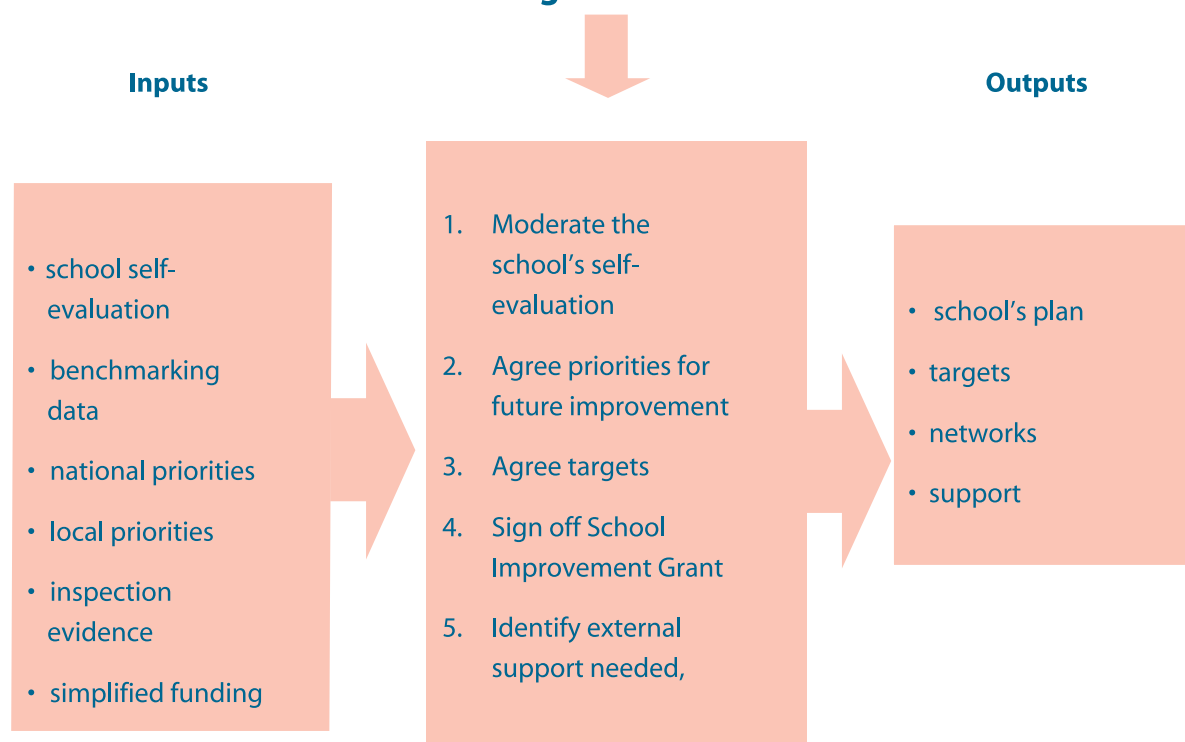 Inputs
• school self-
evaluation
• benchmarking
data
• national priorities
• local priorities
• inspection
evidence
• simplified funding
1. Moderate the
school's self-
evaluation
2. Agree priorities for
future improvement
3. Agree targets
4. Sign off School
Improvement Grant
5. Identify external
support needed,
Outputs
• school's plan
• targets
• networks
• support